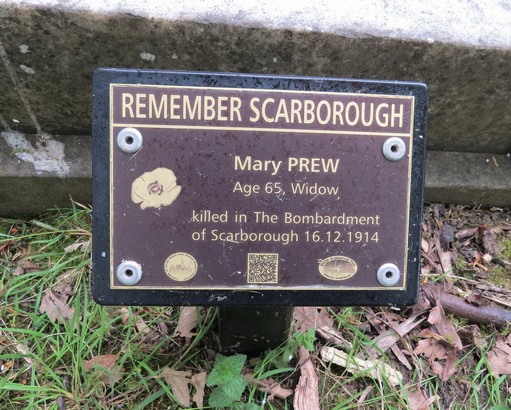 REMEMBER SCARBOROUGH
Mary PREW
Age 65, Widow
killed in The Bombardment
of Scarborough 16.12.1914